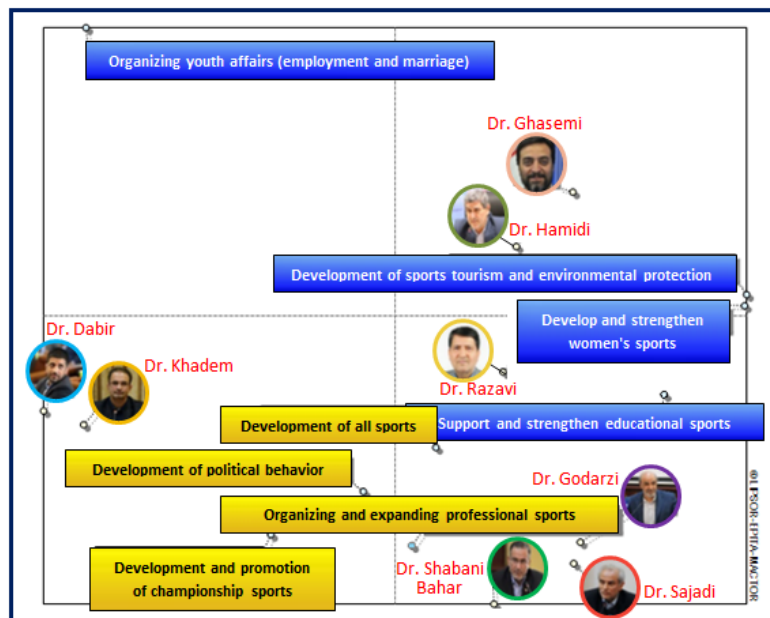 Organizing youth affairs (employment and marriage)
Dr. Ghasemi
Dr. Hamidi
Development of sports tourism and environmental protection
Develop and strengthen
women's sports
Dr. Dabir
Dr. Khadem
Dr. Razavi
Development of all sports
Support and strengthen educational sports
Development of political behavior
Dr. Godarzi
Organizing and expanding professional sports
Development and promotion
of championship sports
Dr. Shabani
Bahar
Dr. Sajadi
©LIPSOR-EPITA-MACTOR